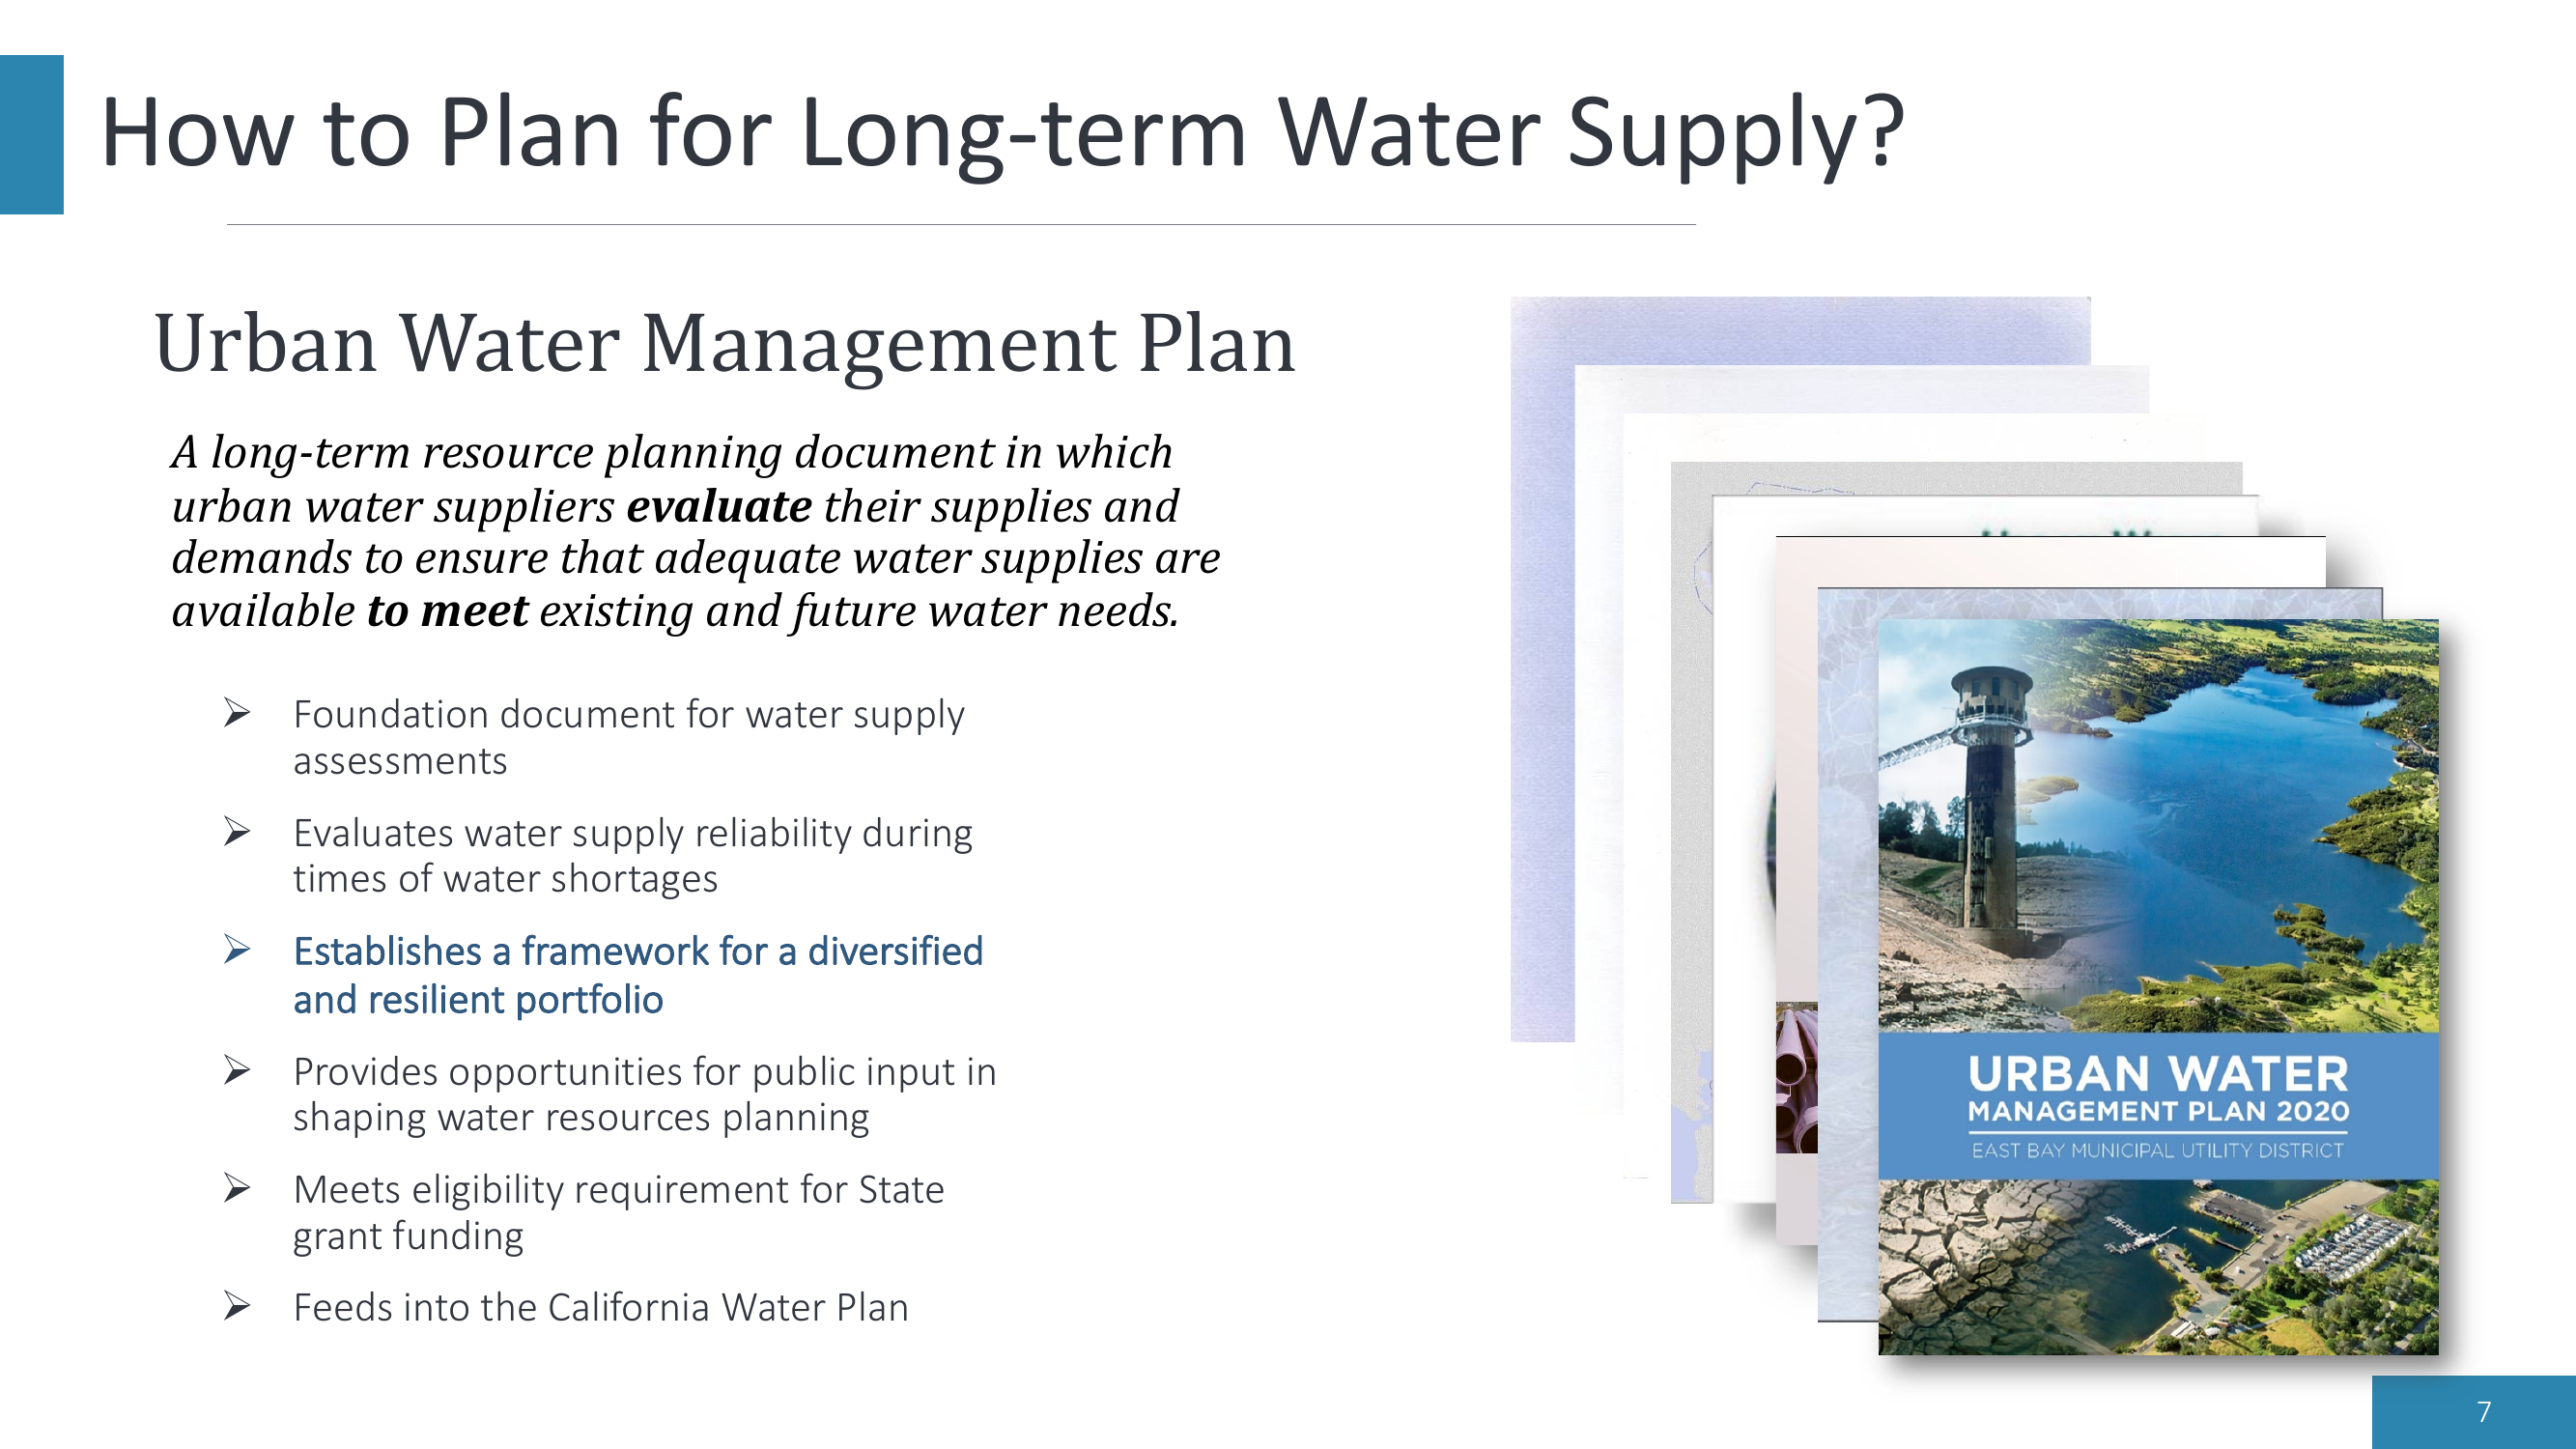 How to Plan for Long-term Water Supply?
Urban Water Management Plan
A long-term resource planning document in which
urban water suppliers evaluate their supplies and
demands to ensure that adequate water supplies are
available to meet existing and future water needs.
Foundation document for water supply
assessments
Evaluates water supply reliability during
times of water shortages
Establishes a framework for a diversified
and resilient portfolio
Provides opportunities for public input in
shaping water resources planning
Meets eligibility requirement for State
grant funding
Feeds into the California Water Plan
URBAN WATER
MANAGEMENT PLAN 2020
EAST BAY MUNICIPAL UTILITY DISTRICT
7